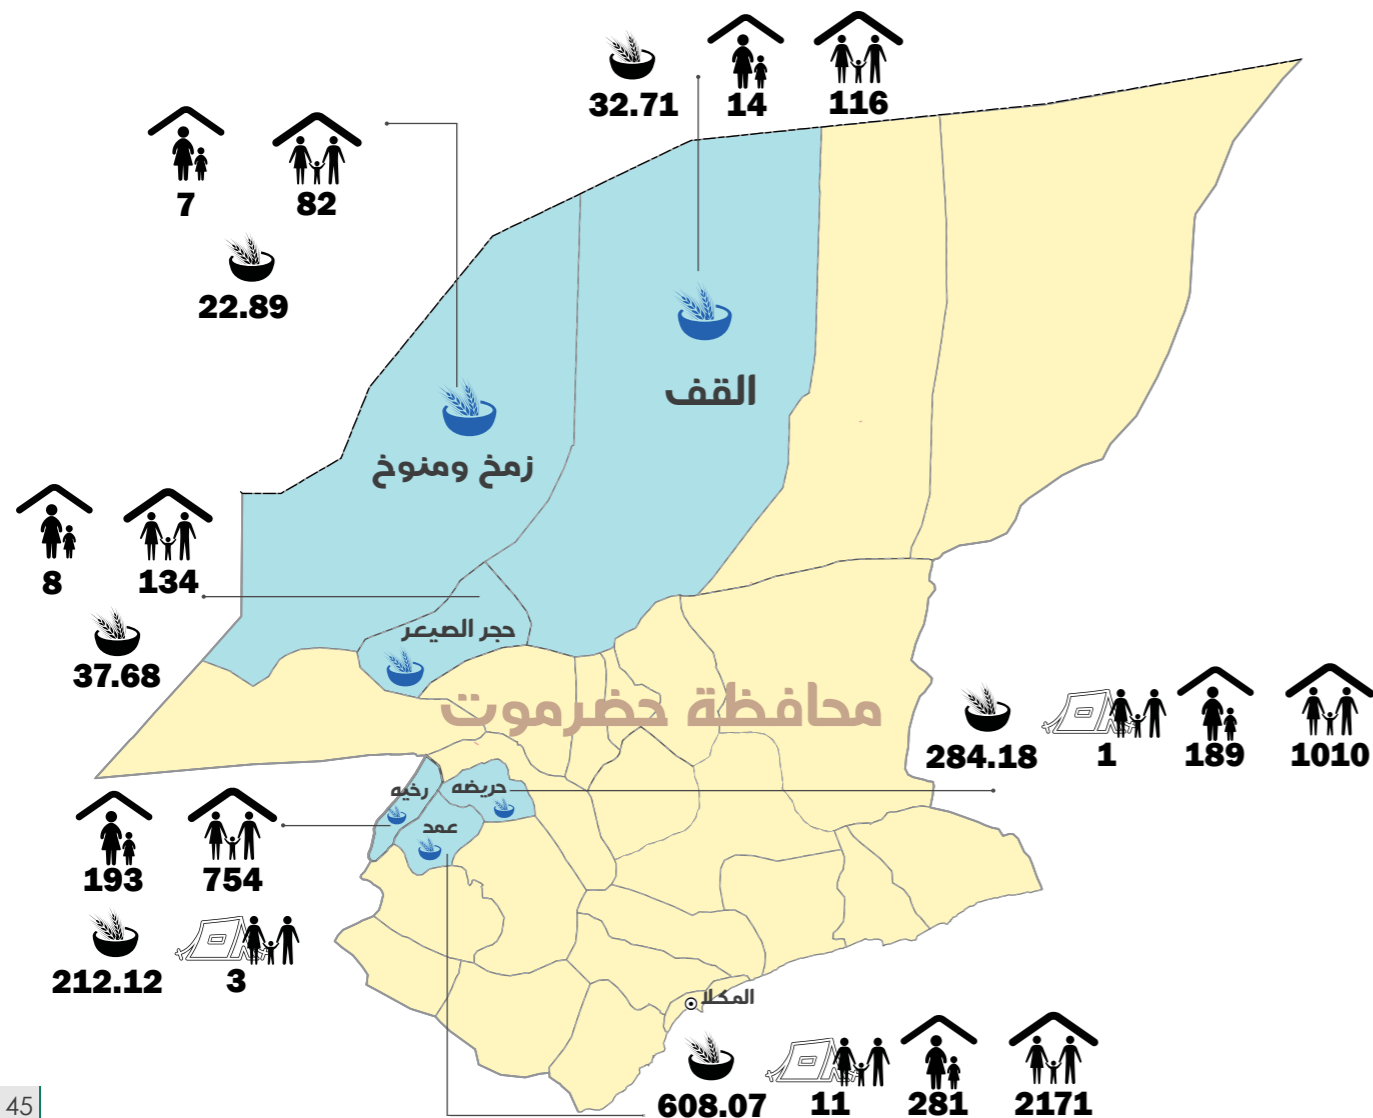 32.71 14 116
7 82
22.89
القف
زمخ ومنوخ
8 134
37.68
حجر الصيعر
محافظة حضرموت
284.18 1 189 1010
رخيه
حريضه
عمد
193 754
212.12 3
المكلا
608.07 11 281 2171
45